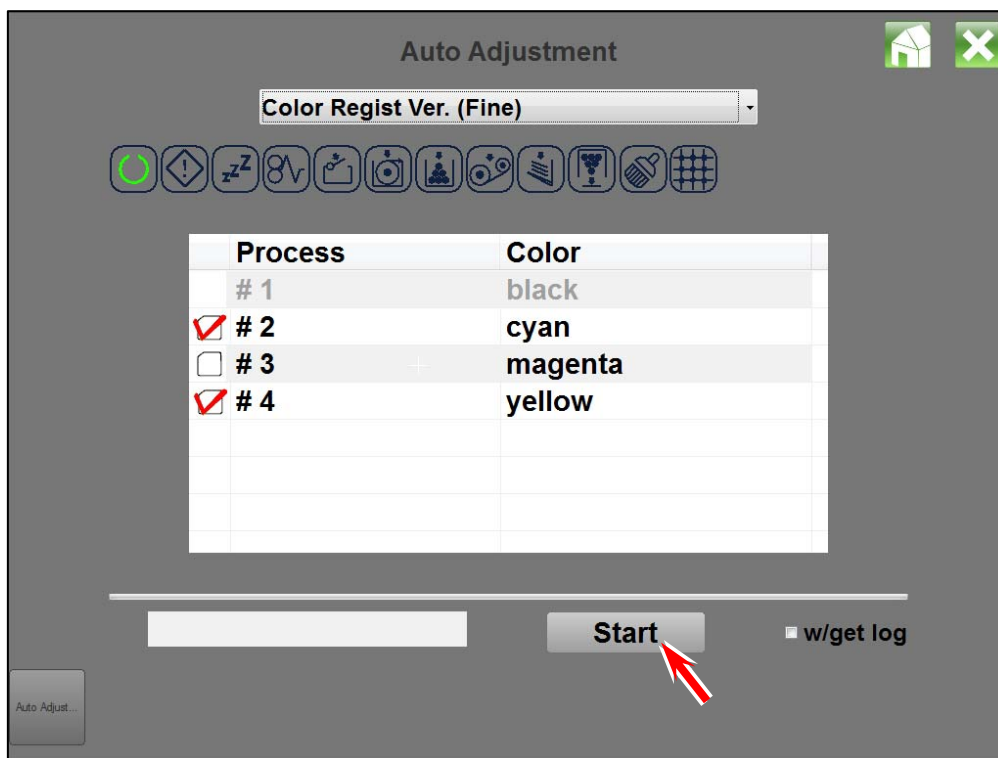 Auto Adjustment
Color Regist Ver. (Fine)
zzZ
Process Color
# 1 black
# 2 cyan
# 3 magenta
# 4 yellow
Start
w/get log
Auto Adjust...